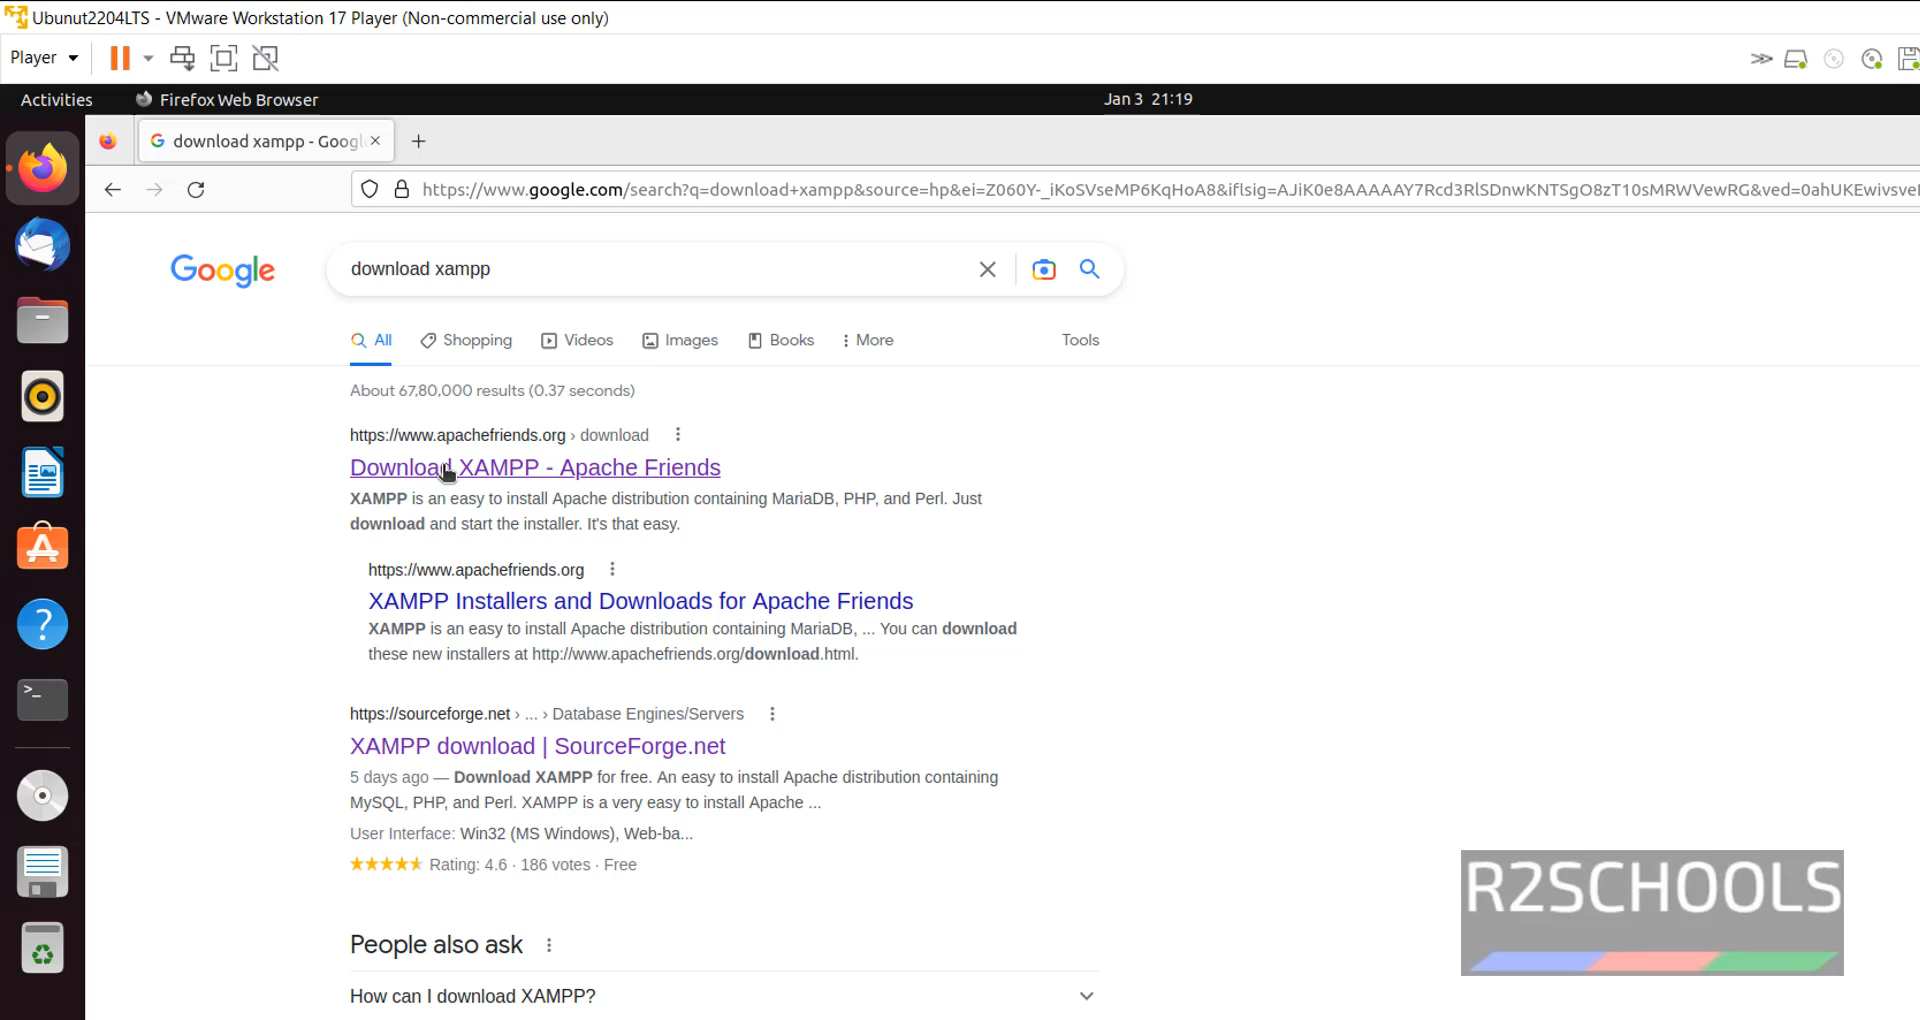 Ubunut2204LTS - VMware Workstation 17 Player (Non-commercial use only)
Player
Activities Firefox Web Browser Jan 3 21:19
download xampp - Googl
https://www.google.com/search?q=download+xampp&source=hp&ei=Z060Y-_iKoSVseMP6KqHoA8&iflsig=AJiK0e8AAAAAY7Rcd3RlSDnwKNTSgO8zT10sMRWVewRG&ved=0ahUKEwivsveH
Google download xampp
All Shopping Videos Images Books More Tools
About 67,80,000 results (0.37 seconds)
https://www.apachefriends.org › download
Download XAMPP - Apache Friends
XAMPP is an easy to install Apache distribution containing MariaDB, PHP, and Perl. Just
download and start the installer. It's that easy.
https://www.apachefriends.org
XAMPP Installers and Downloads for Apache Friends
XAMPP is an easy to install Apache distribution containing MariaDB, ... You can download
these new installers at http://www.apachefriends.org/download.html.
https://sourceforge.net › ... › Database Engines/Servers
XAMPP download | SourceForge.net
5 days ago — Download XAMPP for free. An easy to install Apache distribution containing
MySQL, PHP, and Perl. XAMPP is a very easy to install Apache ...
User Interface: Win32 (MS Windows), Web-ba...
Rating: 4.6 · 186 votes · Free
R2SCHOOLS
People also ask
How can I download XAMPP?